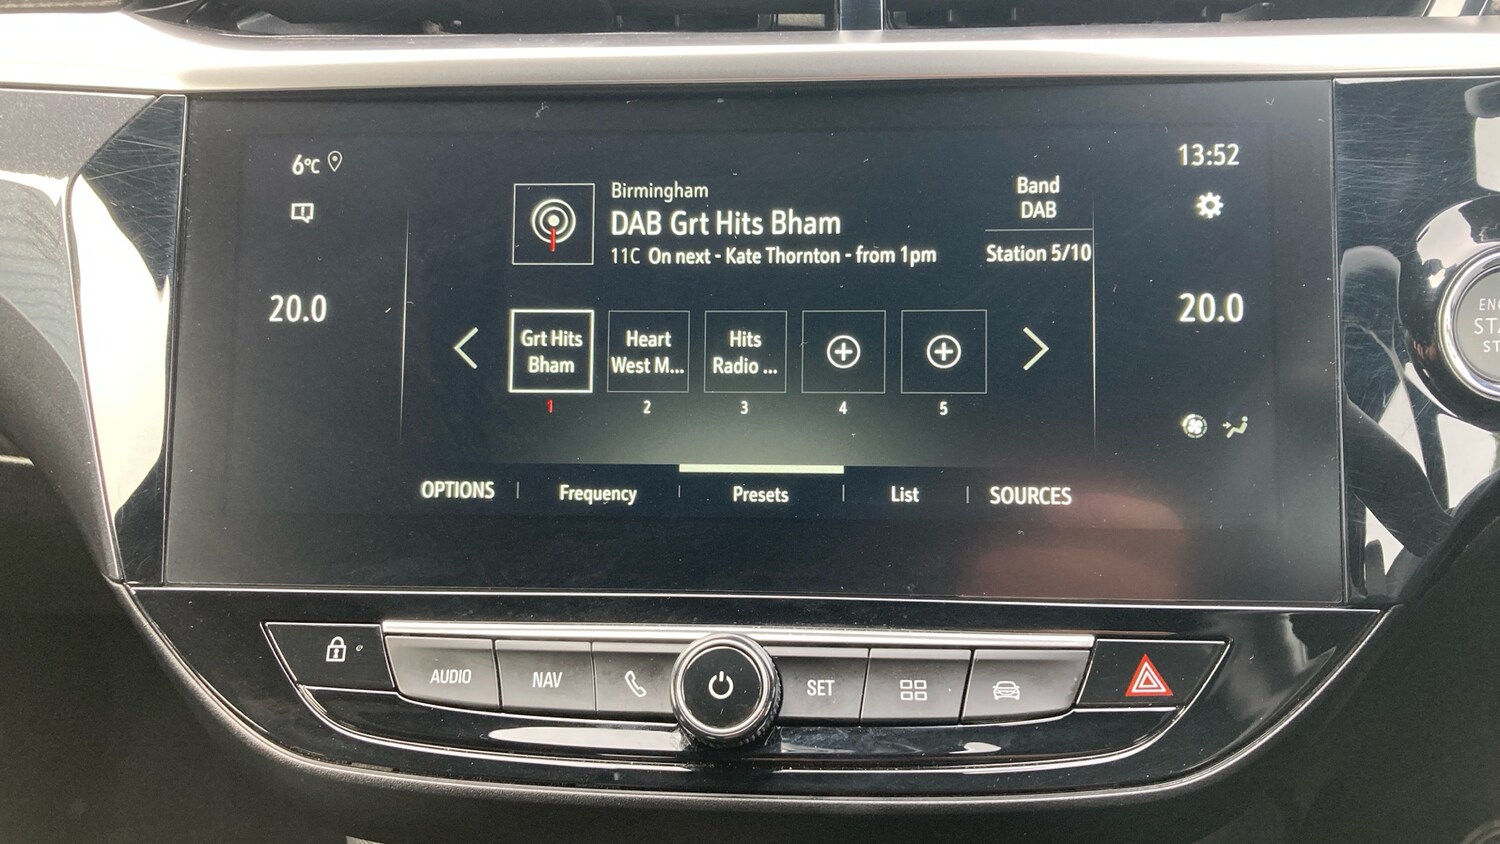 6°C
13:52
Birmingham
DAB Grt Hits Bham
11C On next - Kate Thornton - from 1pm
Band
DAB
Station 5/10
20.0
20.0
Grt Hits
Bham
Heart
West M...
Hits
Radio ...
1
2
3
4
5
OPTIONS
Frequency
Presets
List
SOURCES
AUDIO
NAV
SET